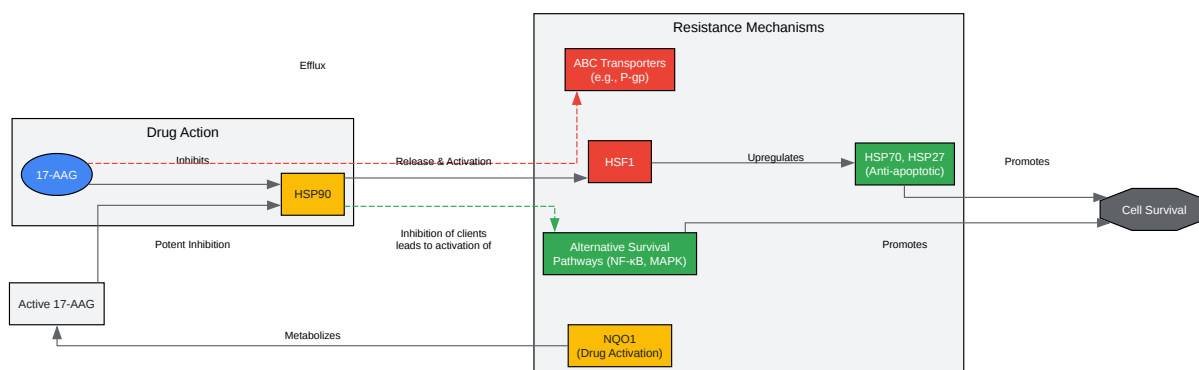 Resistance Mechanisms
Efflux
ABC Transporters
(e.g., P-gp)
Drug Action
17-AAG
Inhibits
HSP90
Release & Activation
HSF1
Upregulates
HSP70, HSP27
(Anti-apoptotic)
Promotes
Cell Survival
Potent Inhibition
Inhibition of clients
leads to activation of
Alternative Survival
Pathways (NF-κB, MAPK)
Promotes
Active 17-AAG
Metabolizes
NQO1
(Drug Activation)